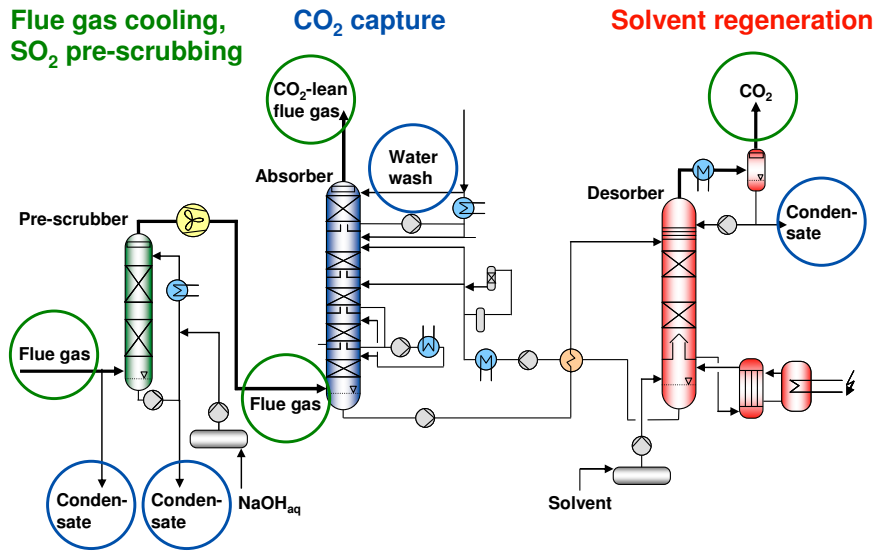 Flue gas cooling,
SO₂ pre-scrubbing
CO₂ capture
Solvent regeneration
CO₂-lean
flue gas
CO₂
Water
wash
Absorber
Desorber
Pre-scrubber
Conden-
sate
Flue gas
Flue gas
Conden-
sate
Conden-
sate
NaOHaq
Solvent